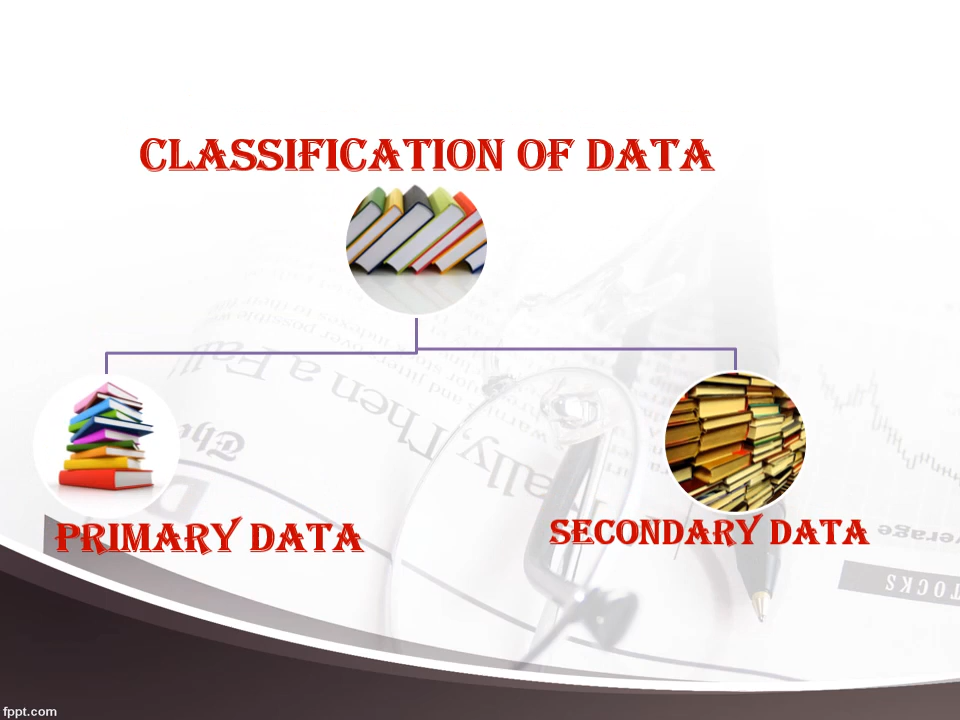 CLASSIFICATION OF DATA
PRIMARY DATA
SECONDARY DATA
fppt.com